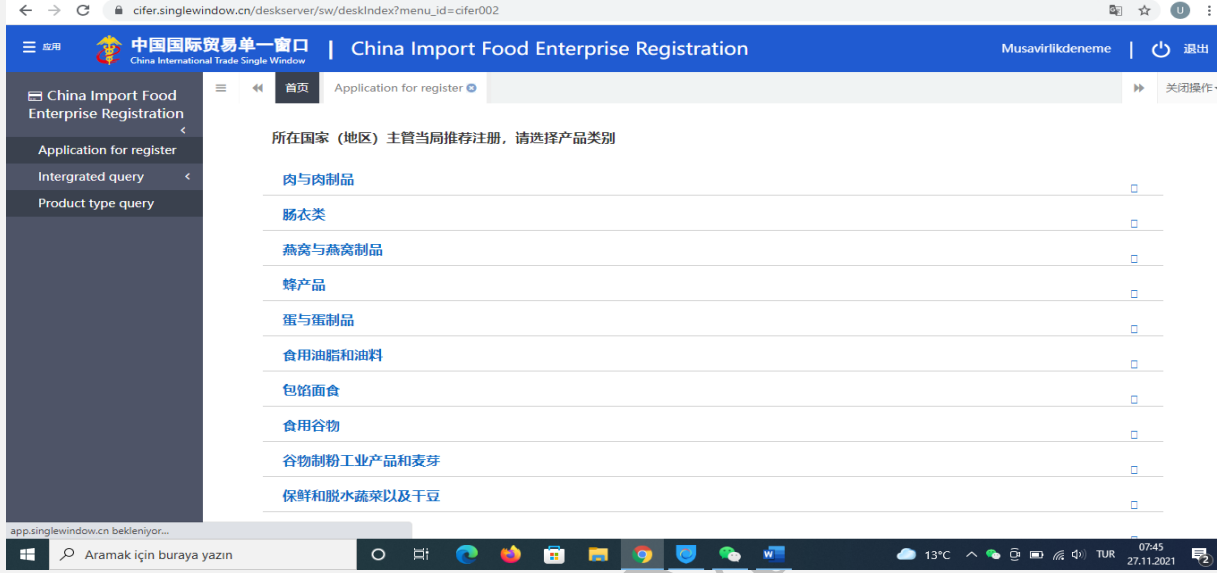 cifer.singlewindow.cn/deskserver/sw/deskIndex?menu_id=cifer002
U
应用
中国国际贸易单一窗口
China International Trade Single Window
| China Import Food Enterprise Registration
Musavirlikdeneme | 退出
China Import Food Enterprise Registration
Application for register
Intergrated query
Product type query
首页
Application for register
关闭操作
所在国家（地区）主管当局推荐注册，请选择产品类别
肉与肉制品
肠衣类
燕窝与燕窝制品
蜂产品
蛋与蛋制品
食用油脂和油料
包馅面食
食用谷物
谷物制粉工业产品和麦芽
保鲜和脱水蔬菜以及干豆
app.singlewindow.cn bekleniyor...
Aramak için buraya yazın
13°C
TUR
07:45
27.11.2021
2